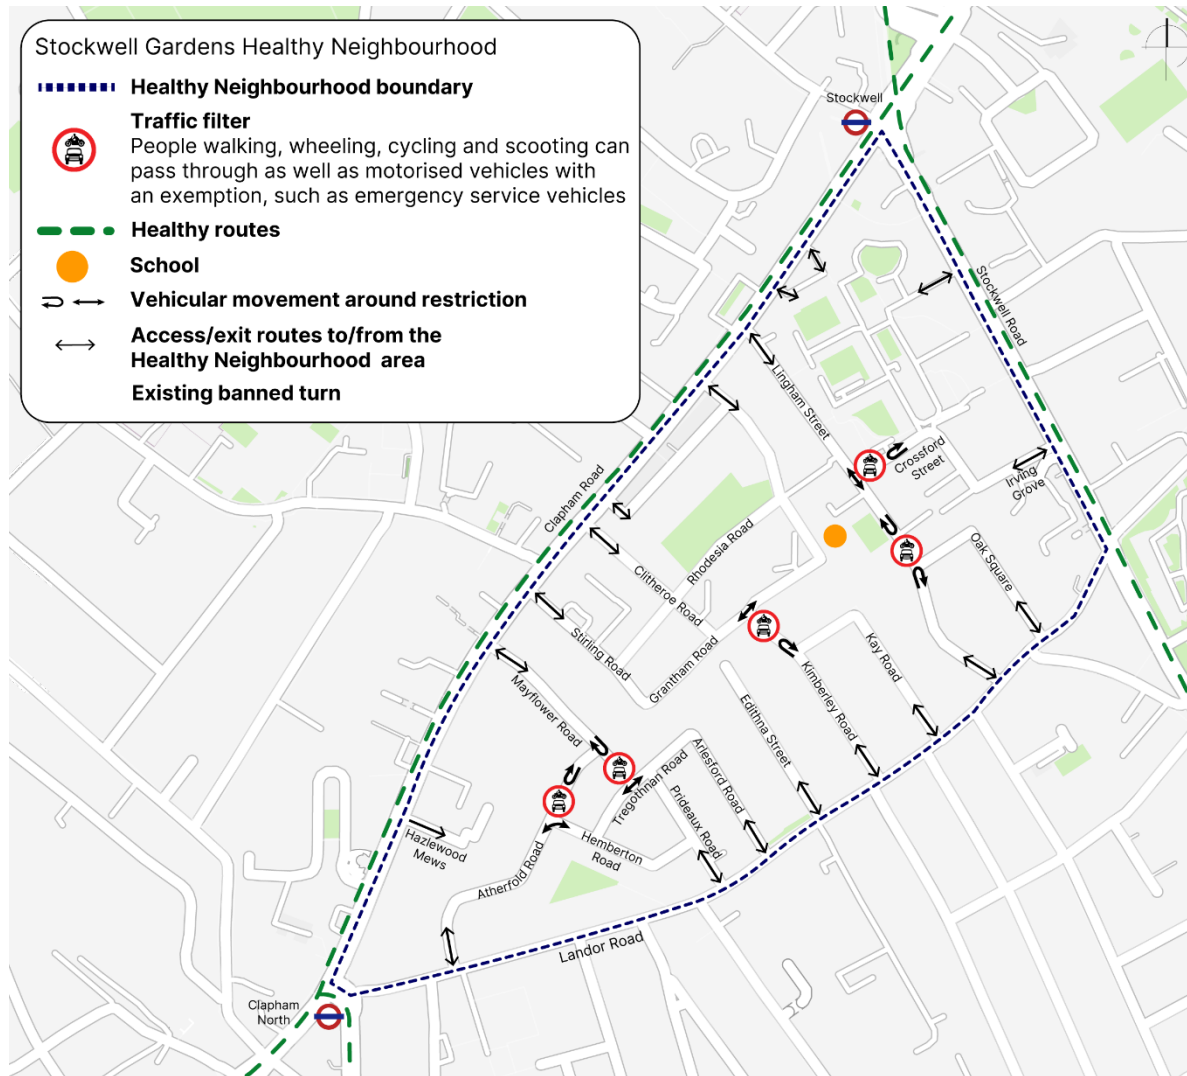 Stockwell Gardens Healthy Neighbourhood
Healthy Neighbourhood boundary
Traffic filter
People walking, wheeling, cycling and scooting can
pass through as well as motorised vehicles with
an exemption, such as emergency service vehicles
Healthy routes
School
Vehicular movement around restriction
Access/exit routes to/from the
Healthy Neighbourhood area
Existing banned turn
Stockwell
Stockwell Road
Lingham Street
Crossford
Street
Irving
Grove
Clapham Road
Rhodesia Road
Oak Square
Clitheroe Road
Stirling Road
Grantham Road
Kay Road
Kimberley Road
Edithna Street
Mayflower Road
Tregothnan Road
Arlesford Road
Prideaux Road
Hazlewood
Mews
Hemberton
Road
Atherfold Road
Landor Road
Clapham
North